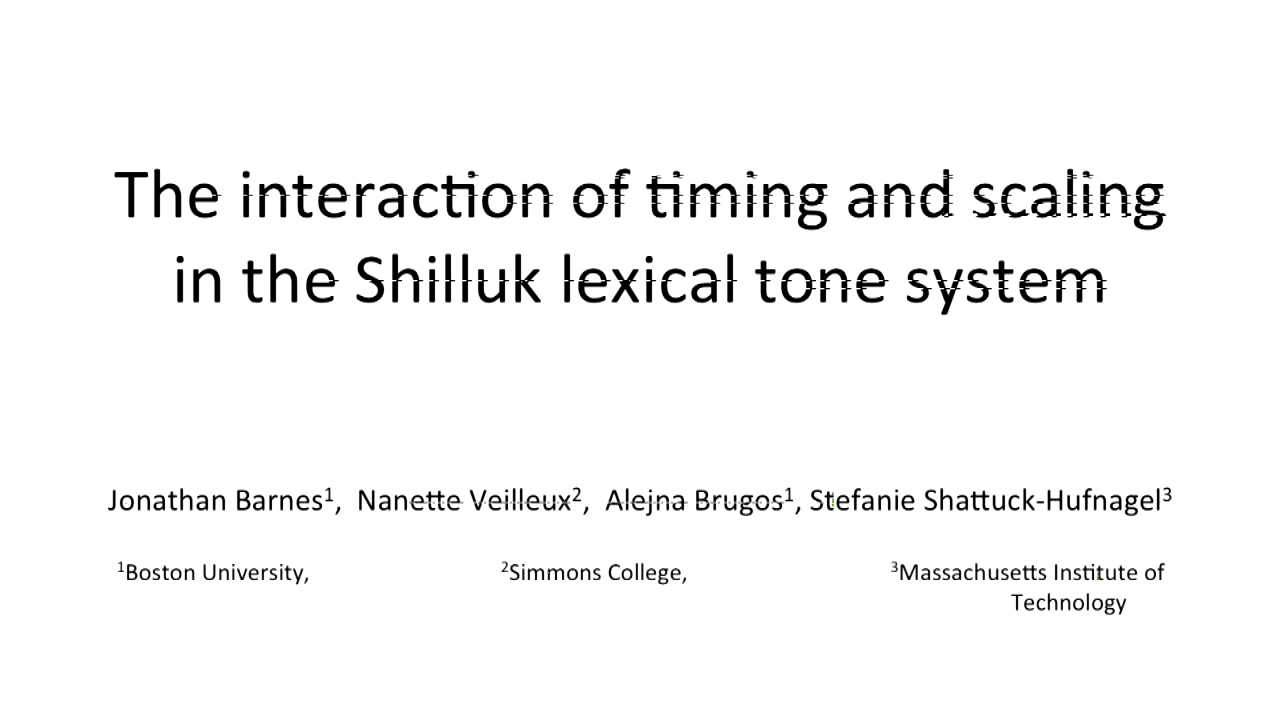 The interaction of timing and scaling
in the Shilluk lexical tone system
Jonathan Barnes¹, Nanette Veilleux², Alejna Brugos¹, Stefanie Shattuck-Hufnagel³
¹Boston University, ²Simmons College, ³Massachusetts Institute of
Technology